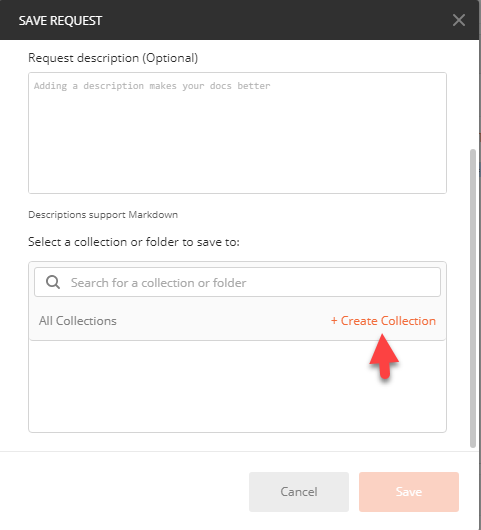 SAVE REQUEST
Request description (Optional)
Adding a description makes your docs better
Descriptions support Markdown
Select a collection or folder to save to:
Search for a collection or folder
All Collections
+ Create Collection
Cancel
Save